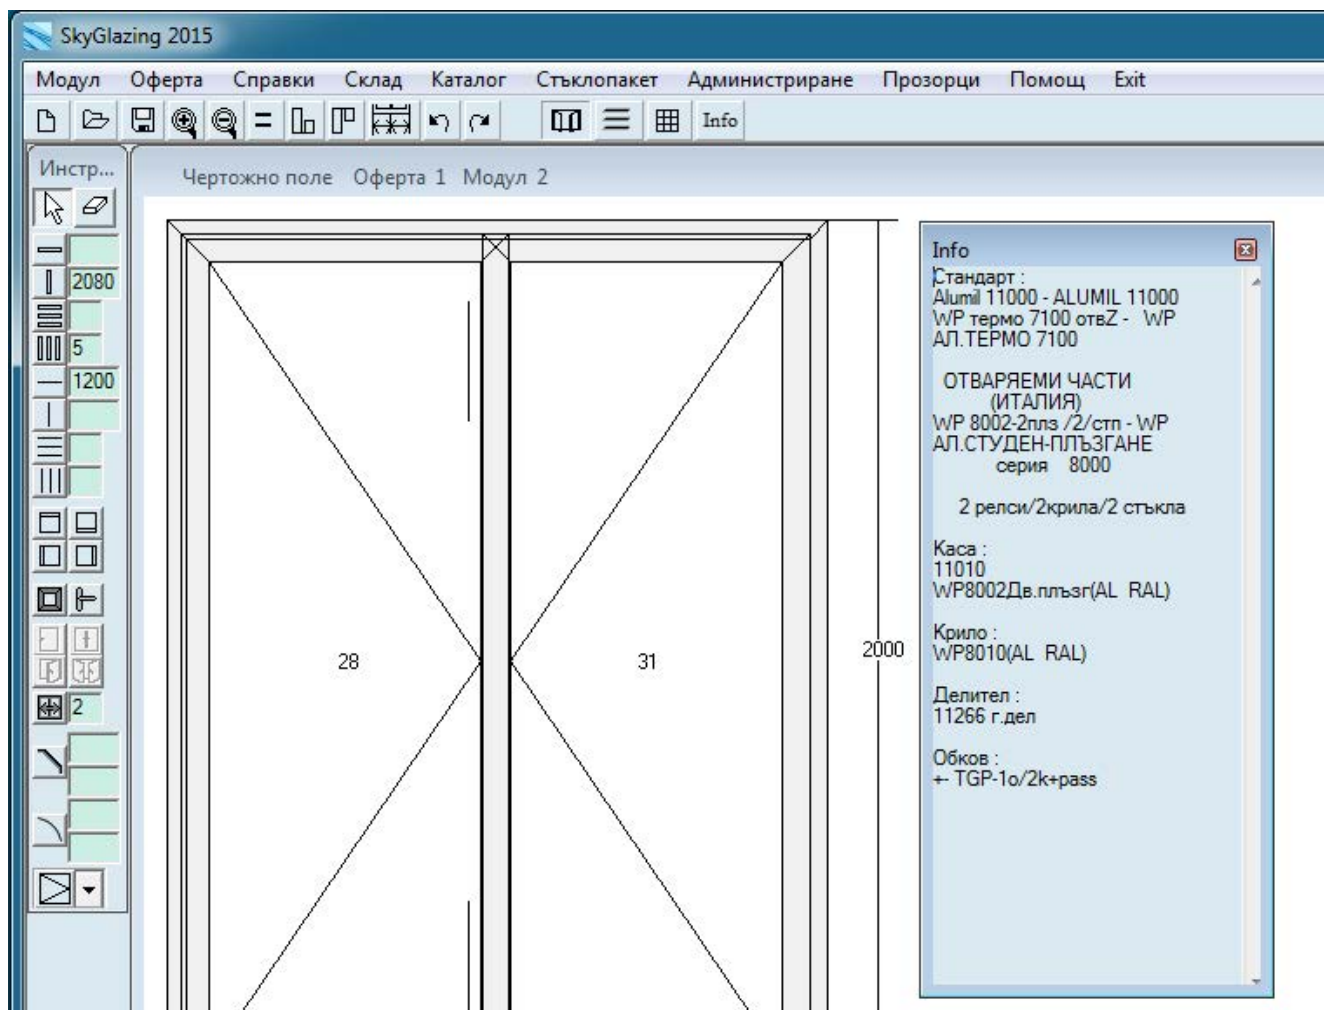 SkyGlazing 2015
Модул Оферта Справки Склад Каталог Стъклопакет Администриране Прозорци Помощ Exit
Info
Инстр...
Чертожно поле Оферта 1 Модул 2
2080
5
1200
2
28
31
2000
Info
Стандарт :
Alumil 11000 - ALUMIL 11000
WP термо 7100 отвZ - WP
АЛ.ТЕРМО 7100
ОТВАРЯЕМИ ЧАСТИ
(ИТАЛИЯ)
WP 8002-2плз /2/стп - WP
АЛ.СТУДЕН-ПЛЪЗГАНЕ
серия 8000
2 релси/2крила/2 стъкла
Каса :
11010
WP8002Дв.плъзг(AL RAL)
Крило :
WP8010(AL RAL)
Делител :
11266 г.дел
Обков :
+- TGP-1o/2k+pass